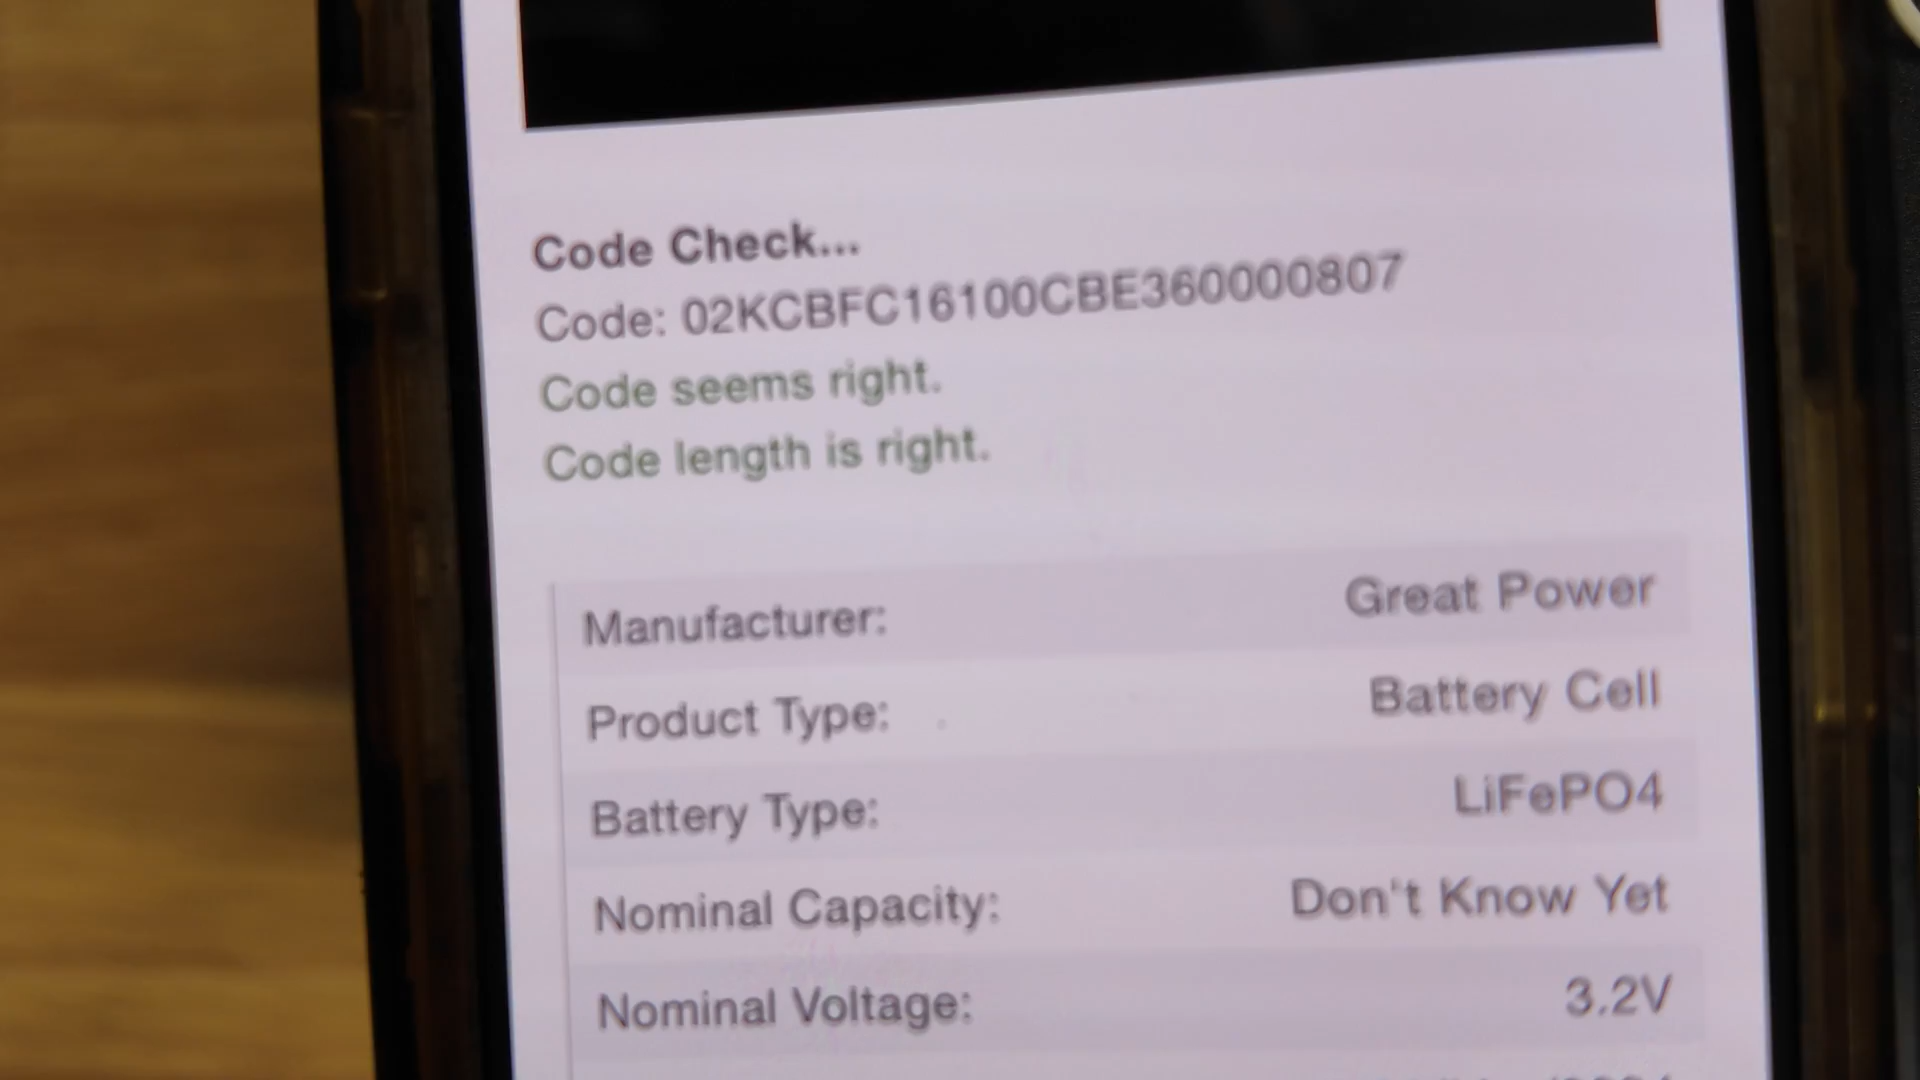 Code Check...
Code: 02KCBFC16100CBE360000807
Code seems right.
Code length is right.
Manufacturer: Great Power
Product Type: Battery Cell
Battery Type: LiFePO4
Nominal Capacity: Don't Know Yet
Nominal Voltage: 3.2V